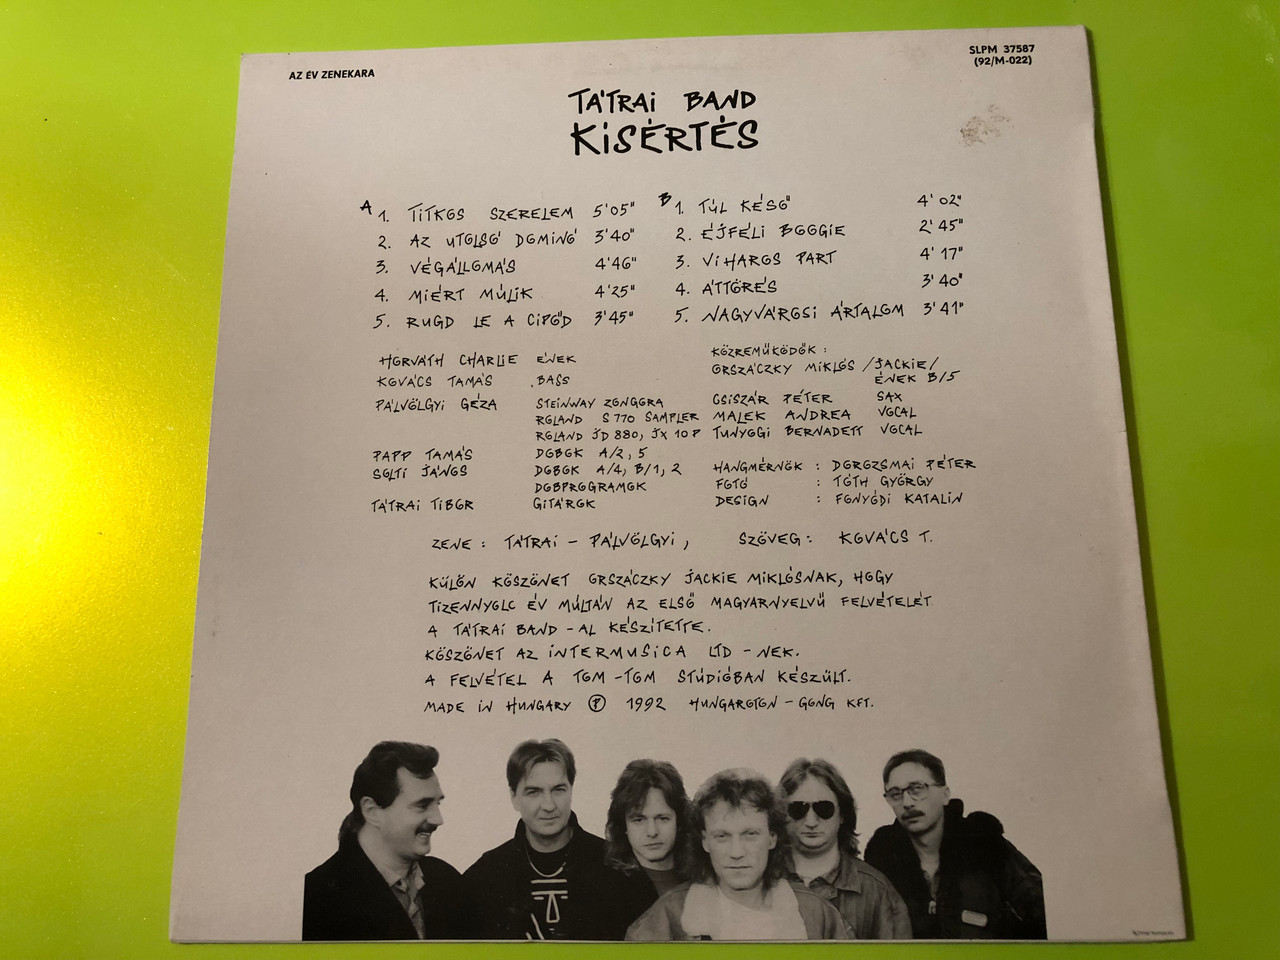 AZ ÉV ZENEKARA
SLPM 37587
(92/M-022)
TÁTRAI BAND
KISÉRTÉS
A 1. TITKOS SZERELEM 5'05"
2. AZ UTOLSÓ DOMINÓ 3'40"
3. VÉGÁLLOMÁS 4'46"
4. MIÉRT MÚLIK 4'25"
5. RUGD LE A CIPŐD 3'45"
B 1. TÚL KÉSŐ 4'02"
2. ÉJFÉLI BOOGIE 2'45"
3. VIHAROS PART 4'17"
4. ÁTTÖRÉS 3'40"
5. NAGYVÁROSI ÁRTALOM 3'41"
HORVÁTH CHARLIE ÉNEK
KOVÁCS TAMÁS BASS
PÁLVÖLGYI GÉZA STEINWAY ZONGORA
ROLAND S 770 SAMPLER
ROLAND JD 880, JX 10 P
PAPP TAMÁS DOBOK A/2, 5
SOLTI JÁNOS DOBOK A/4, B/1, 2
DOBPROGRAMOK
TÁTRAI TIBOR GITÁROK
KÖZREMŰKÖDŐK :
ORSZÁCZKY MIKLÓS /JACKIE/
ÉNEK B/5
CSISZÁR PÉTER SAX
MALEK ANDREA VOCAL
TUNYOGI BERNADETT VOCAL
HANGMÉRNÖK : DOROZSMAI PÉTER
FOTÓ : TÓTH GYÖRGY
DESIGN : FONYÓDI KATALIN
ZENE : TÁTRAI - PÁLVÖLGYI, SZÖVEG : KOVÁCS T.
KÜLÖN KÖSZÖNET ORSZÁCZKY JACKIE MIKLÓSNAK, HOGY
TIZENNYOLC ÉV MÚLTÁN AZ ELSŐ MAGYARNYELVŰ FELVÉTELÉT
A TÁTRAI BAND - AL KÉSZÍTETTE.
KÖSZÖNET AZ INTERMUSICA LTD - NEK.
A FELVÉTEL A TOM - TOM STÚDIÓBAN KÉSZÜLT.
MADE IN HUNGARY Ⓟ 1992 HUNGAROTON - GONG KFT.